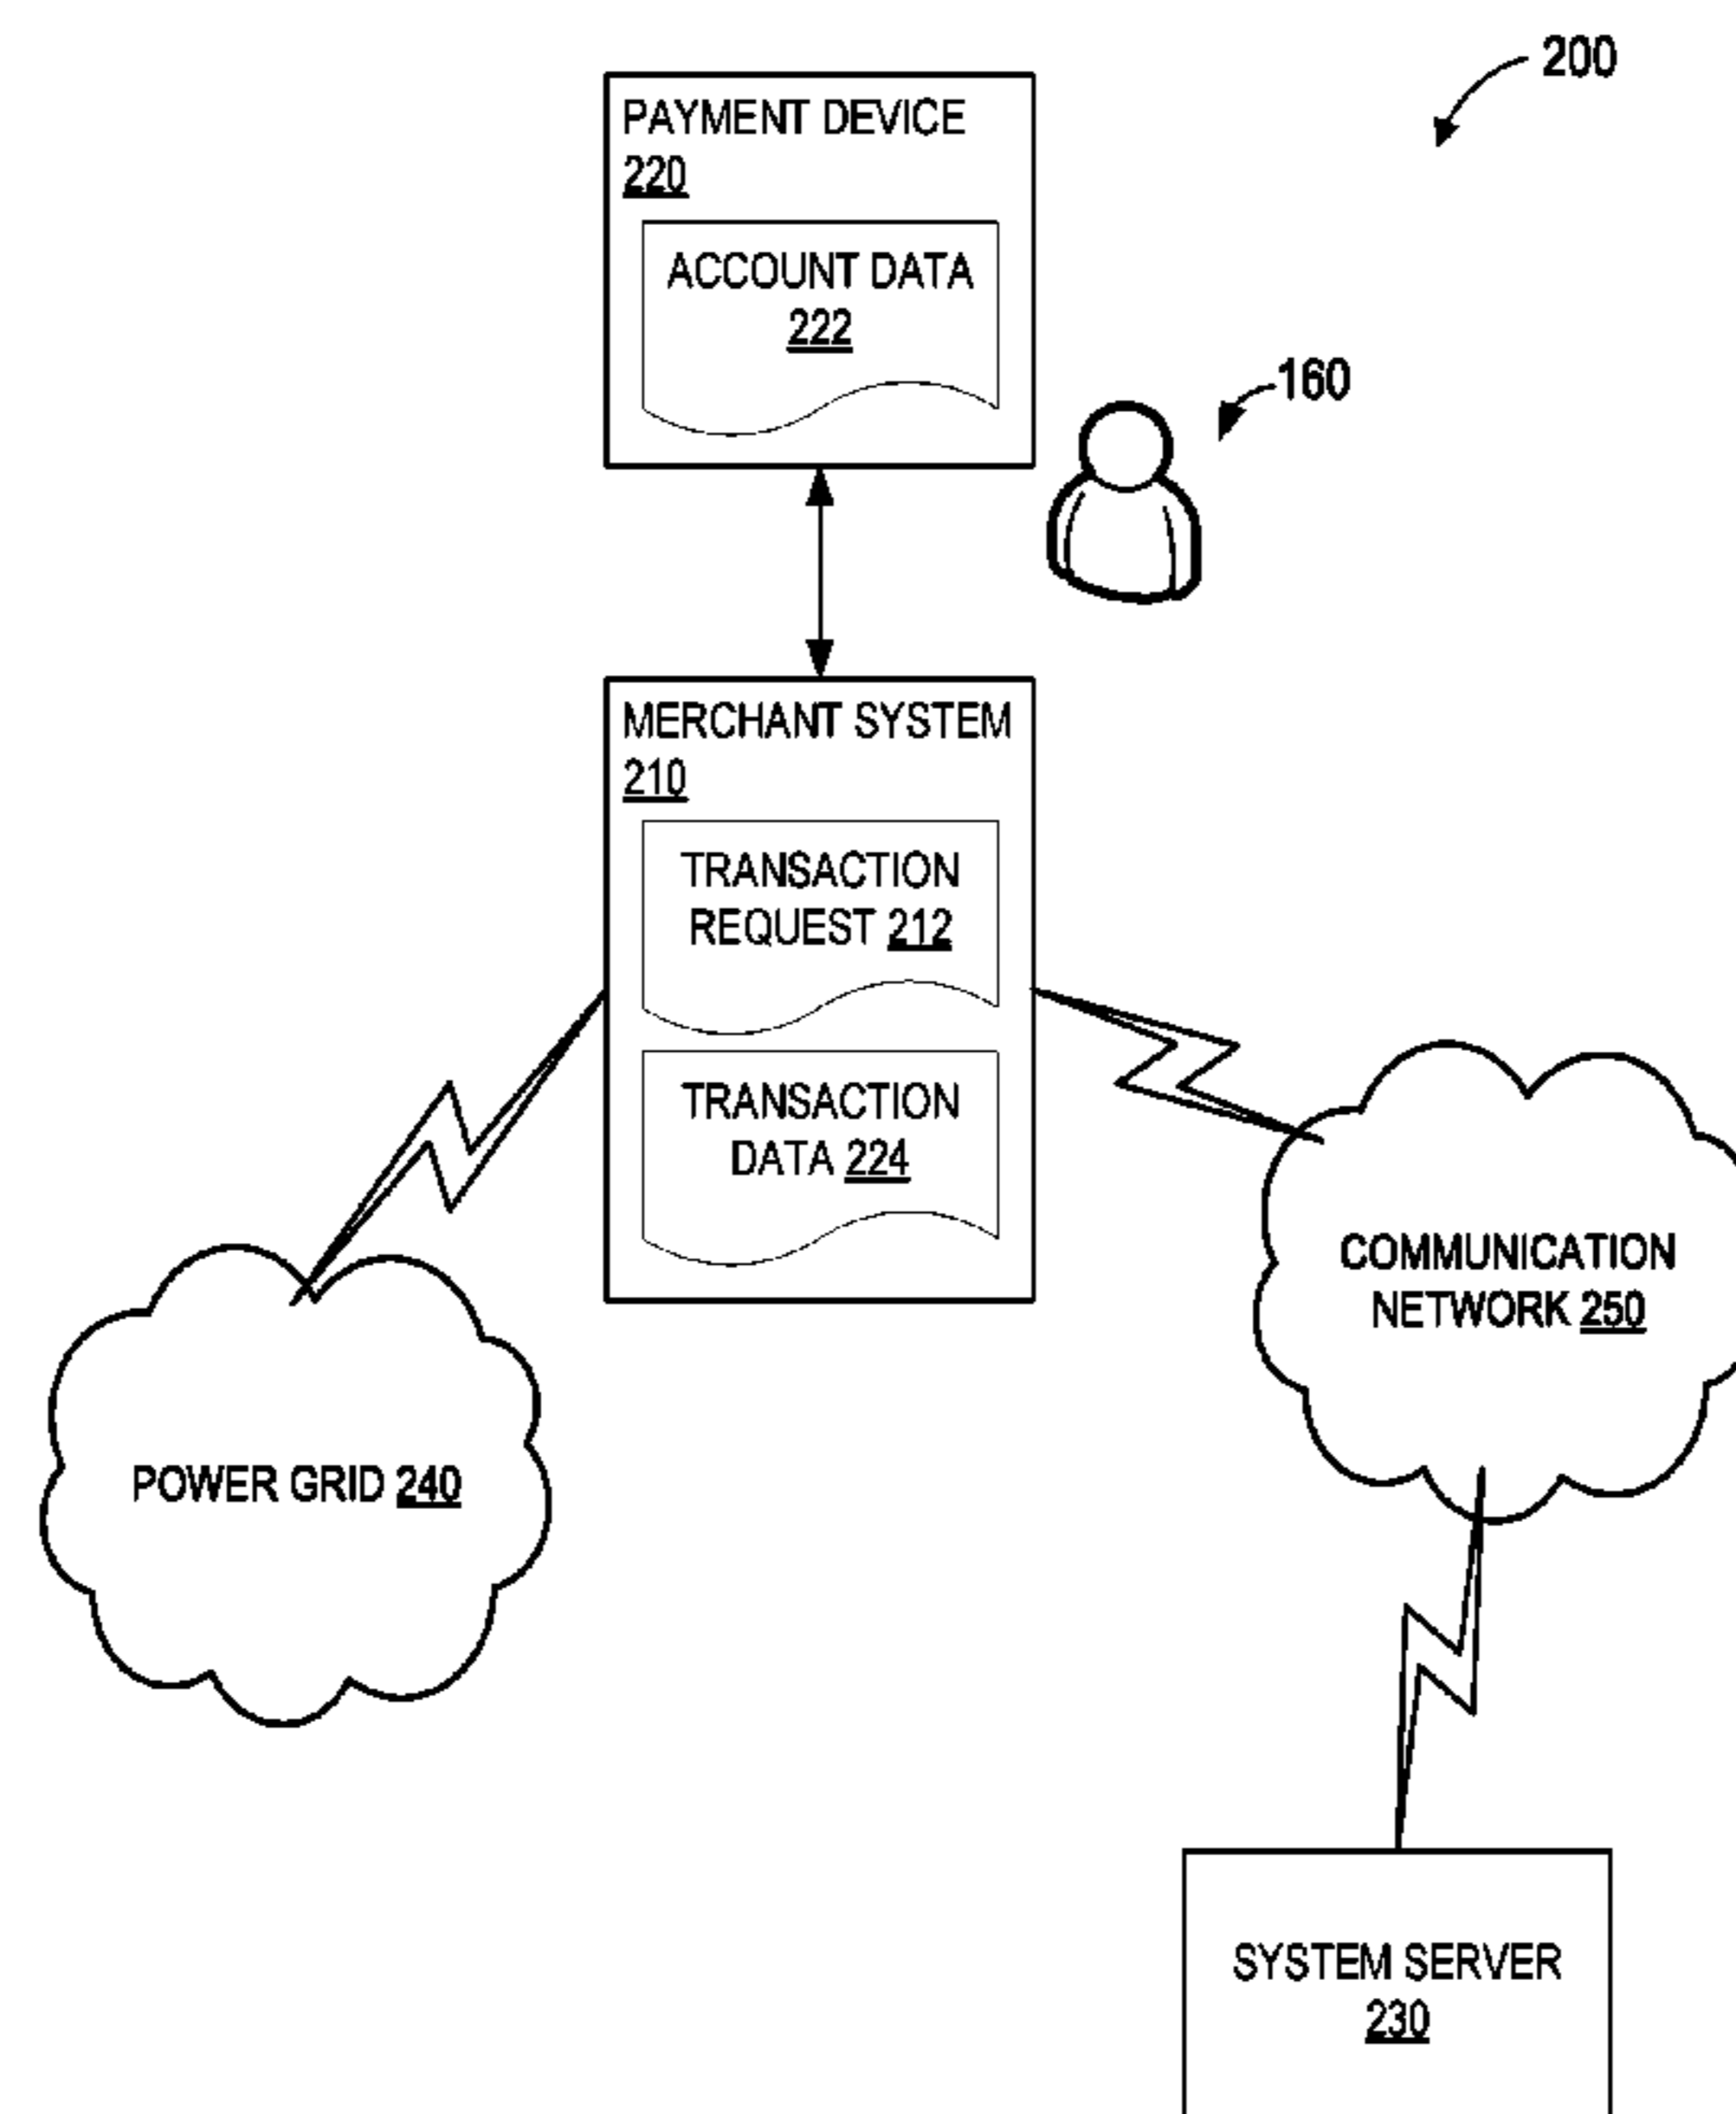 200
PAYMENT DEVICE
220
ACCOUNT DATA
222
160
MERCHANT SYSTEM
210
TRANSACTION
REQUEST 212
TRANSACTION
DATA 224
COMMUNICATION
NETWORK 250
POWER GRID 240
SYSTEM SERVER
230